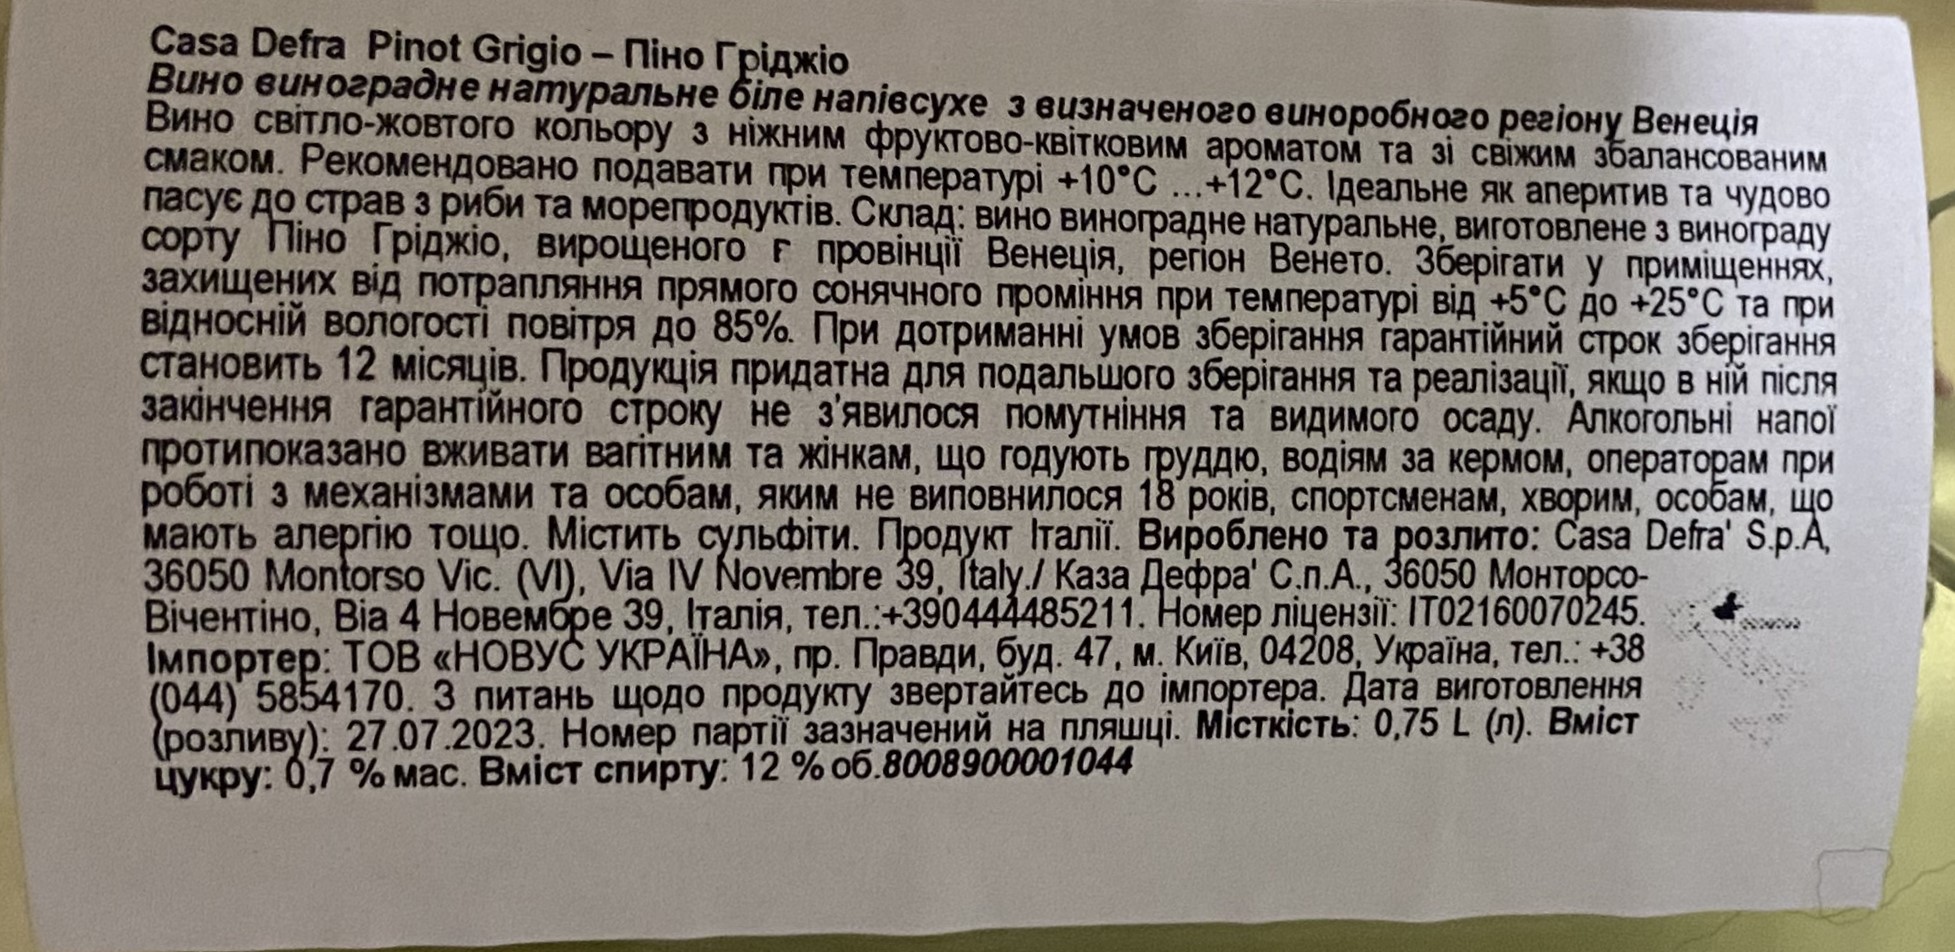 Casa Defra Pinot Grigio – Піно Гріджіо
Вино виноградне натуральне біле напівсухе з визначеного виноробного регіону Венеція
Вино світло-жовтого кольору з ніжним фруктово-квітковим ароматом та зі свіжим збалансованим
смаком. Рекомендовано подавати при температурі +10°C ...+12°C. Ідеальне як аперитив та чудово
пасує до страв з риби та морепродуктів. Склад: вино виноградне натуральне, виготовлене з винограду
сорту Піно Гріджіо, вирощеного г провінції Венеція, регіон Венето. Зберігати у приміщеннях,
захищених від потрапляння прямого сонячного проміння при температурі від +5°C до +25°C та при
відносній вологості повітря до 85%. При дотриманні умов зберігання гарантійний строк зберігання
становить 12 місяців. Продукція придатна для подальшого зберігання та реалізації, якщо в ній після
закінчення гарантійного строку не з'явилося помутніння та видимого осаду. Алкогольні напої
протипоказано вживати вагітним та жінкам, що годують груддю, водіям за кермом, операторам при
роботі з механізмами та особам, яким не виповнилося 18 років, спортсменам, хворим, особам, що
мають алергію тощо. Містить сульфіти. Продукт Італії. Вироблено та розлито: Casa Defra' S.p.A,
36050 Montorso Vic. (VI), Via IV Novembre 39, Italy./ Каза Дефра' С.п.А., 36050 Монторсо-
Вічентіно, Віа 4 Новембре 39, Італія, тел.:+390444485211. Номер ліцензії: IT02160070245.
Імпортер: ТОВ «НОВУС УКРАЇНА», пр. Правди, буд. 47, м. Київ, 04208, Україна, тел.: +38
(044) 5854170. З питань щодо продукту звертайтесь до імпортера. Дата виготовлення
(розливу): 27.07.2023. Номер партії зазначений на пляшці. Місткість: 0,75 L (л). Вміст
цукру: 0,7 % мас. Вміст спирту: 12 % об.8008900001044